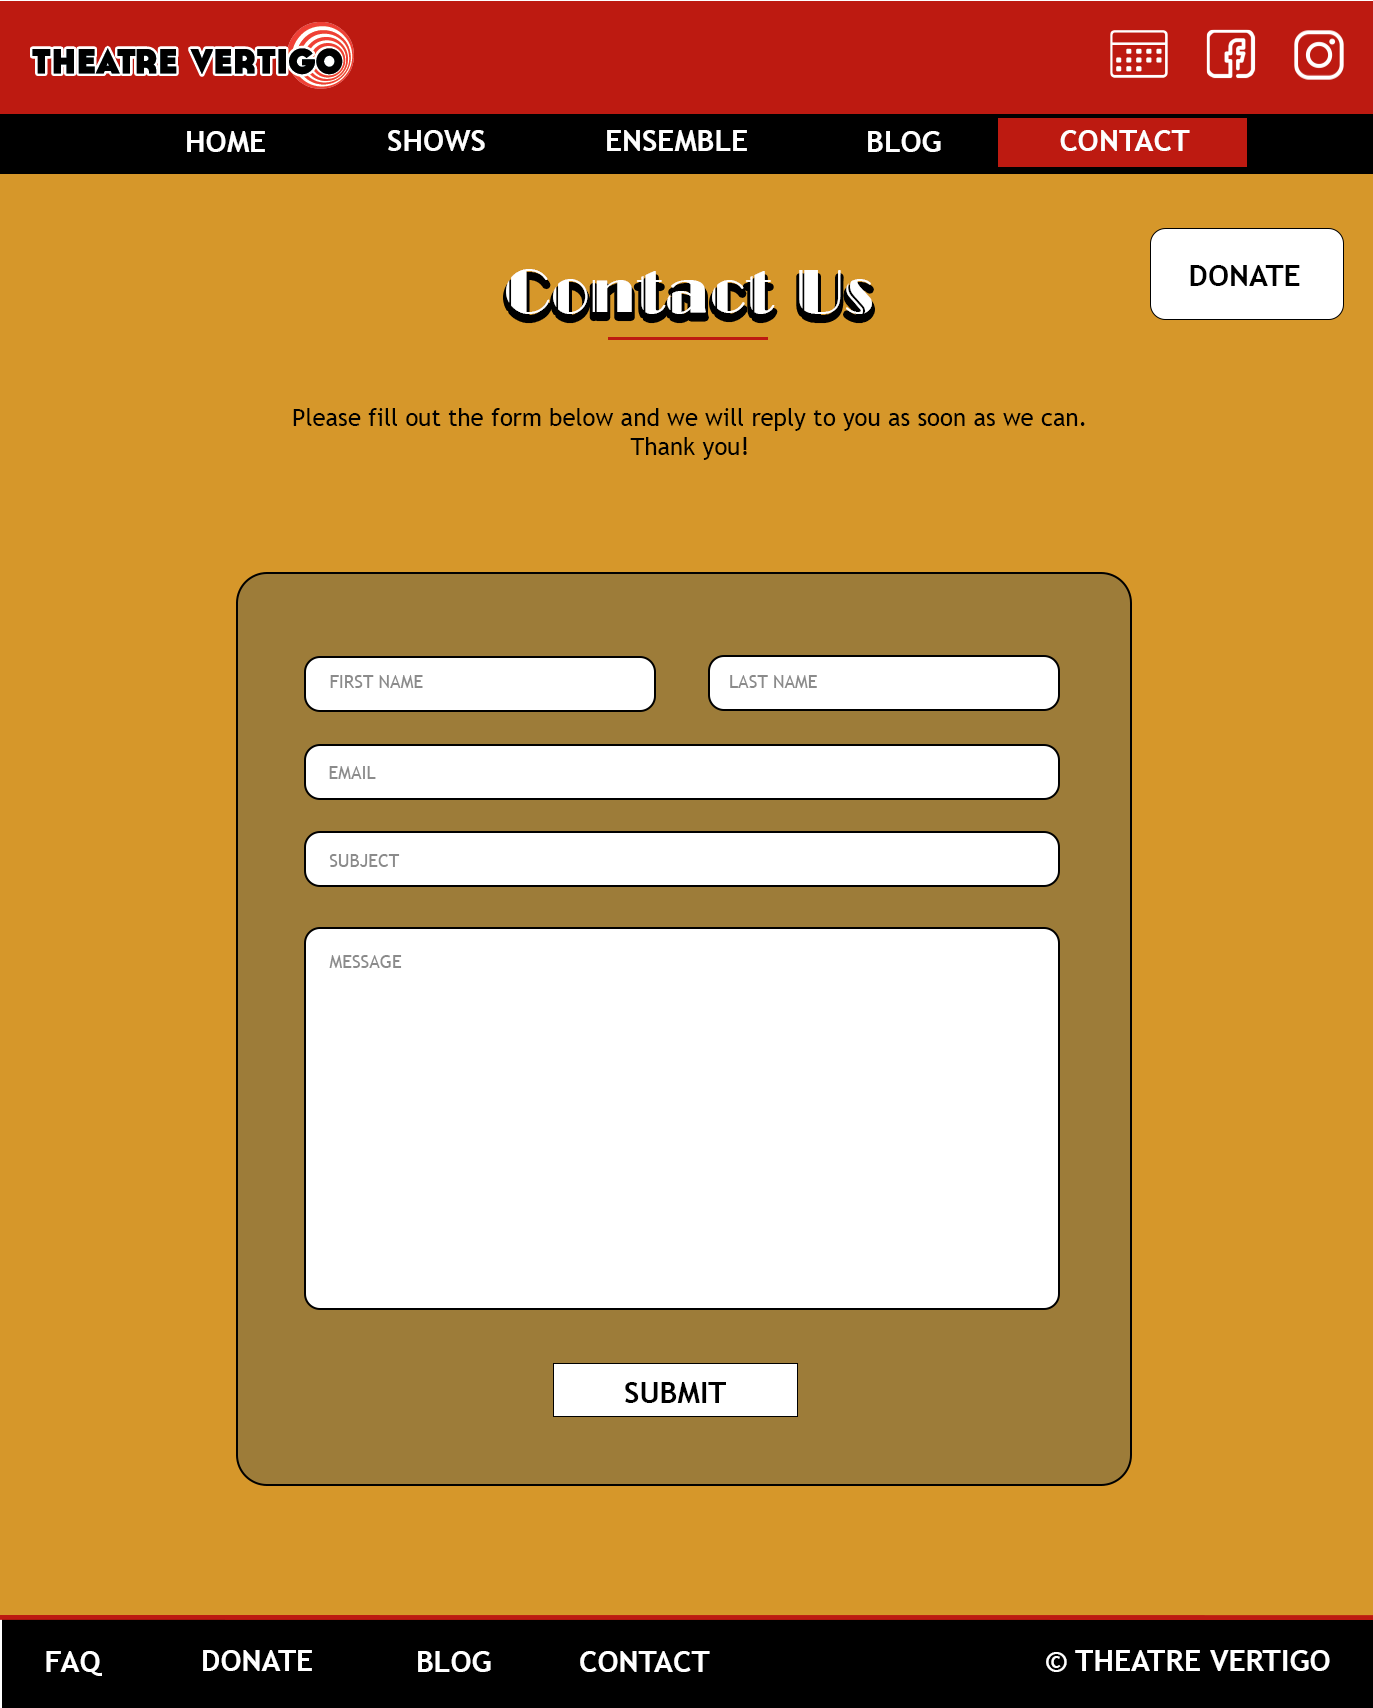 THEATRE VERTIGO
HOME SHOWS ENSEMBLE BLOG CONTACT
DONATE
Contact Us
Please fill out the form below and we will reply to you as soon as we can.
Thank you!
FIRST NAME LAST NAME
EMAIL
SUBJECT
MESSAGE
SUBMIT
FAQ DONATE BLOG CONTACT © THEATRE VERTIGO